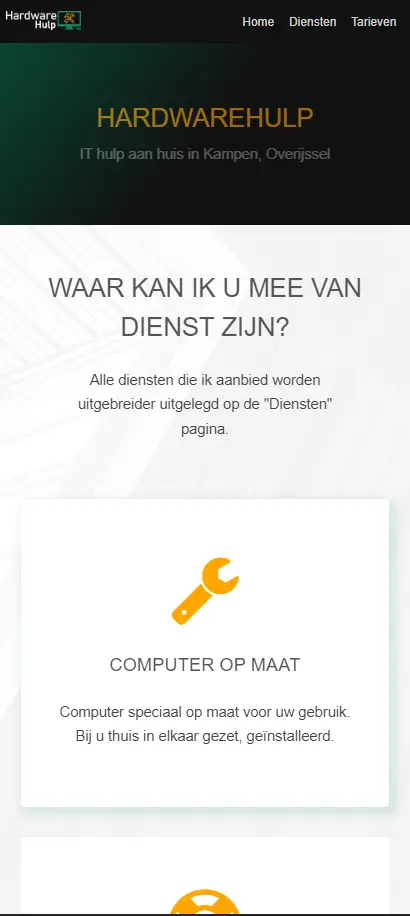 Hardware
Hulp
Home Diensten Tarieven
HARDWAREHULP
IT hulp aan huis in Kampen, Overijssel
WAAR KAN IK U MEE VAN
DIENST ZIJN?
Alle diensten die ik aanbied worden
uitgebreider uitgelegd op de "Diensten"
pagina.
COMPUTER OP MAAT
Computer speciaal op maat voor uw gebruik.
Bij u thuis in elkaar gezet, geïnstalleerd.